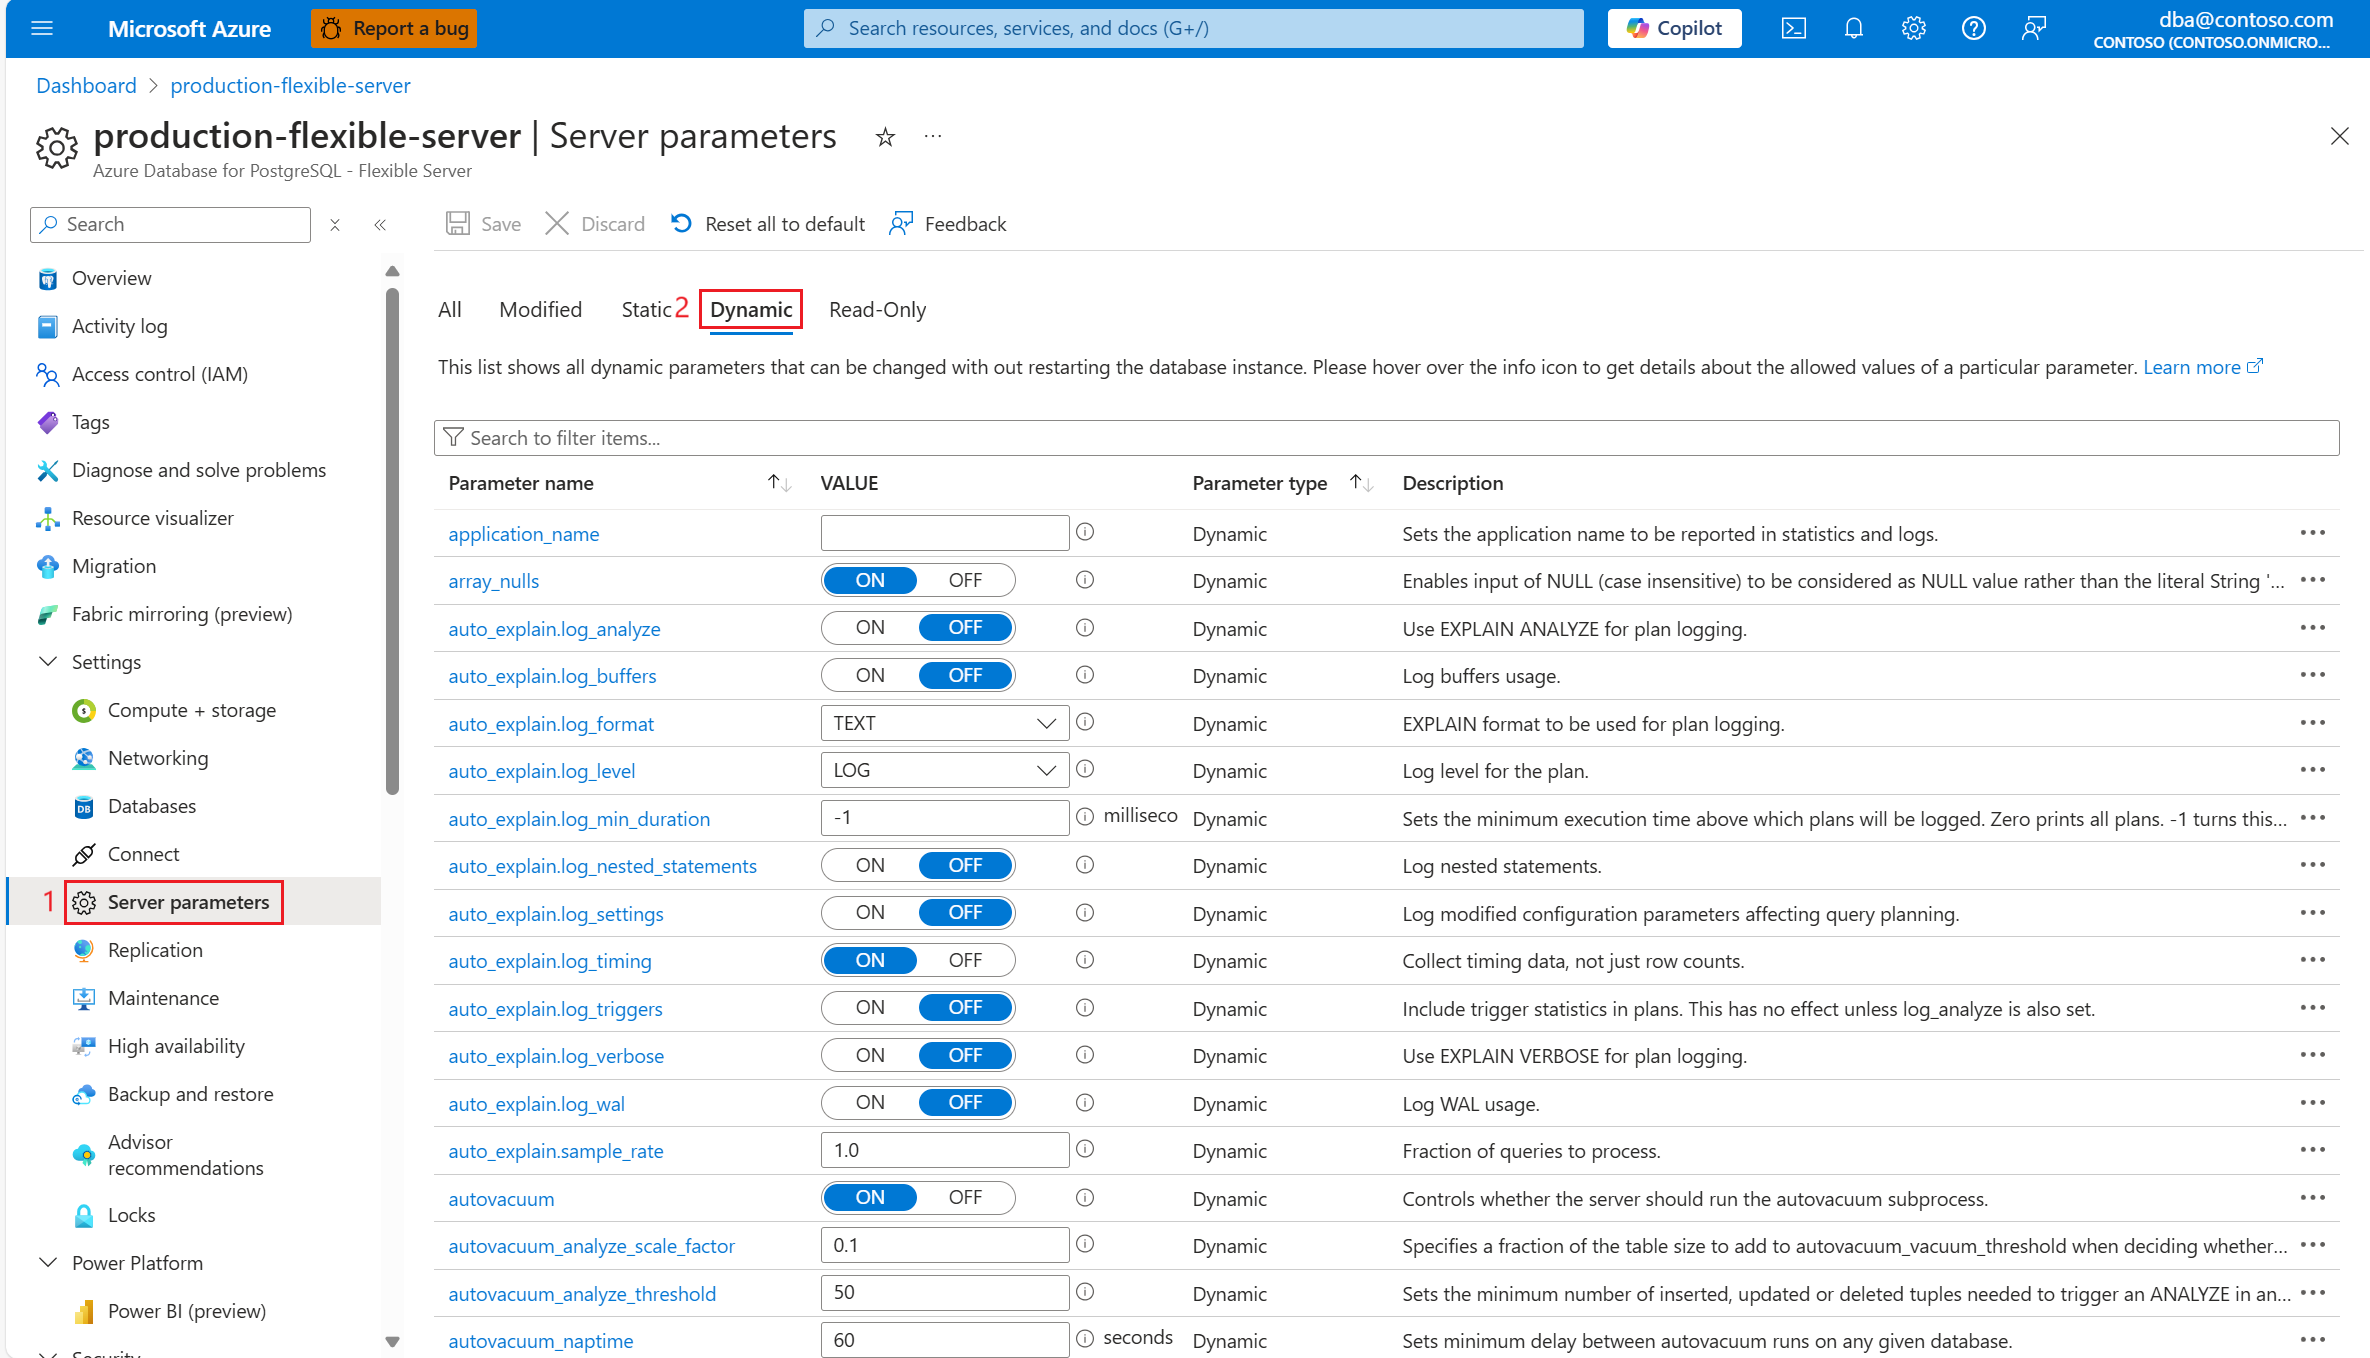 Microsoft Azure
Report a bug
Search resources, services, and docs (G+/)
Copilot
dba@contoso.com
CONTOSO (CONTOSO.ONMICRO...
Dashboard
production-flexible-server
production-flexible-server | Server parameters
Azure Database for PostgreSQL - Flexible Server
Search
Overview
Activity log
Access control (IAM)
Tags
Diagnose and solve problems
Resource visualizer
Migration
Fabric mirroring (preview)
Settings
Compute + storage
Networking
Databases
Connect
1 Server parameters
Replication
Maintenance
High availability
Backup and restore
Advisor
recommendations
Locks
Power Platform
Power BI (preview)
Security
Save Discard Reset all to default Feedback
All Modified Static 2 Dynamic Read-Only
This list shows all dynamic parameters that can be changed with out restarting the database instance. Please hover over the info icon to get details about the allowed values of a particular parameter. Learn more
Search to filter items...
Parameter name VALUE Parameter type Description
application_name Dynamic Sets the application name to be reported in statistics and logs.
array_nulls ON OFF Dynamic Enables input of NULL (case insensitive) to be considered as NULL value rather than the literal String '...
auto_explain.log_analyze ON OFF Dynamic Use EXPLAIN ANALYZE for plan logging.
auto_explain.log_buffers ON OFF Dynamic Log buffers usage.
auto_explain.log_format TEXT Dynamic EXPLAIN format to be used for plan logging.
auto_explain.log_level LOG Dynamic Log level for the plan.
auto_explain.log_min_duration -1 milliseco Dynamic Sets the minimum execution time above which plans will be logged. Zero prints all plans. -1 turns this...
auto_explain.log_nested_statements ON OFF Dynamic Log nested statements.
auto_explain.log_settings ON OFF Dynamic Log modified configuration parameters affecting query planning.
auto_explain.log_timing ON OFF Dynamic Collect timing data, not just row counts.
auto_explain.log_triggers ON OFF Dynamic Include trigger statistics in plans. This has no effect unless log_analyze is also set.
auto_explain.log_verbose ON OFF Dynamic Use EXPLAIN VERBOSE for plan logging.
auto_explain.log_wal ON OFF Dynamic Log WAL usage.
auto_explain.sample_rate 1.0 Dynamic Fraction of queries to process.
autovacuum ON OFF Dynamic Controls whether the server should run the autovacuum subprocess.
autovacuum_analyze_scale_factor 0.1 Dynamic Specifies a fraction of the table size to add to autovacuum_vacuum_threshold when deciding whether...
autovacuum_analyze_threshold 50 Dynamic Sets the minimum number of inserted, updated or deleted tuples needed to trigger an ANALYZE in an...
autovacuum_naptime 60 seconds Dynamic Sets minimum delay between autovacuum runs on any given database.